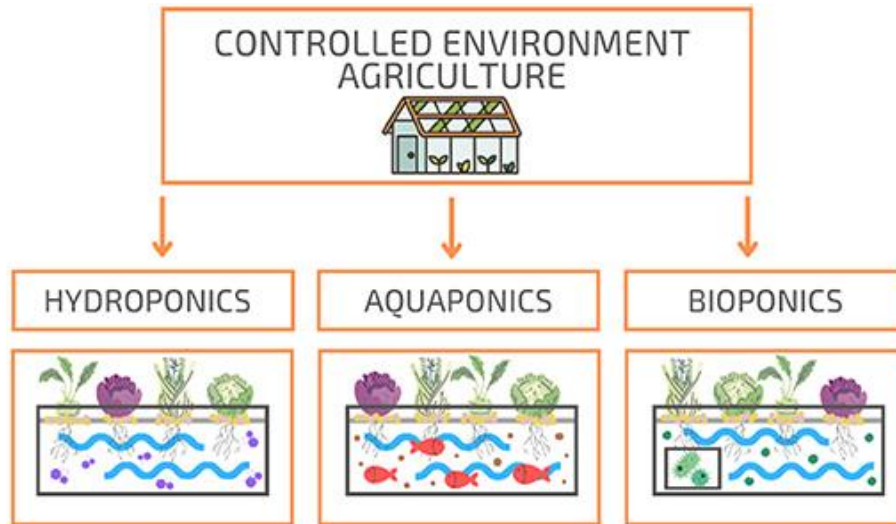 CONTROLLED ENVIRONMENT
AGRICULTURE
HYDROPONICS
AQUAPONICS
BIOPONICS